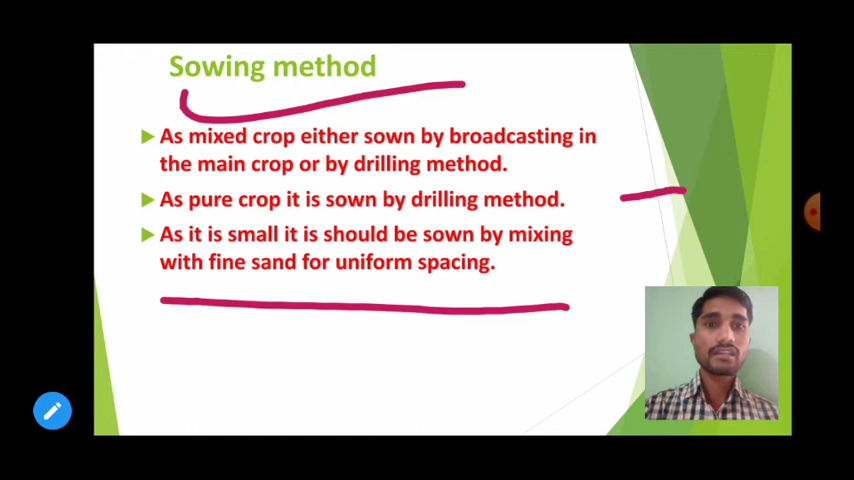 Sowing method
As mixed crop either sown by broadcasting in
the main crop or by drilling method.
As pure crop it is sown by drilling method.
As it is small it is should be sown by mixing
with fine sand for uniform spacing.